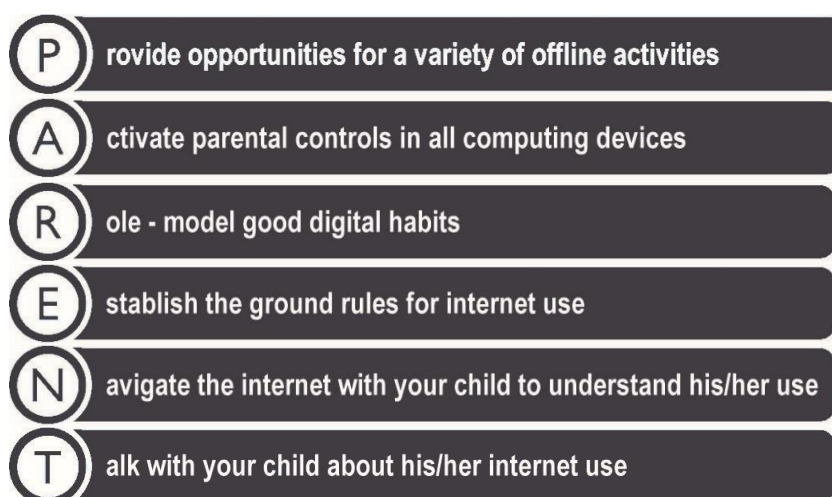 P rovide opportunities for a variety of offline activities
A ctivate parental controls in all computing devices
R ole - model good digital habits
E stablish the ground rules for internet use
N avigate the internet with your child to understand his/her use
T alk with your child about his/her internet use